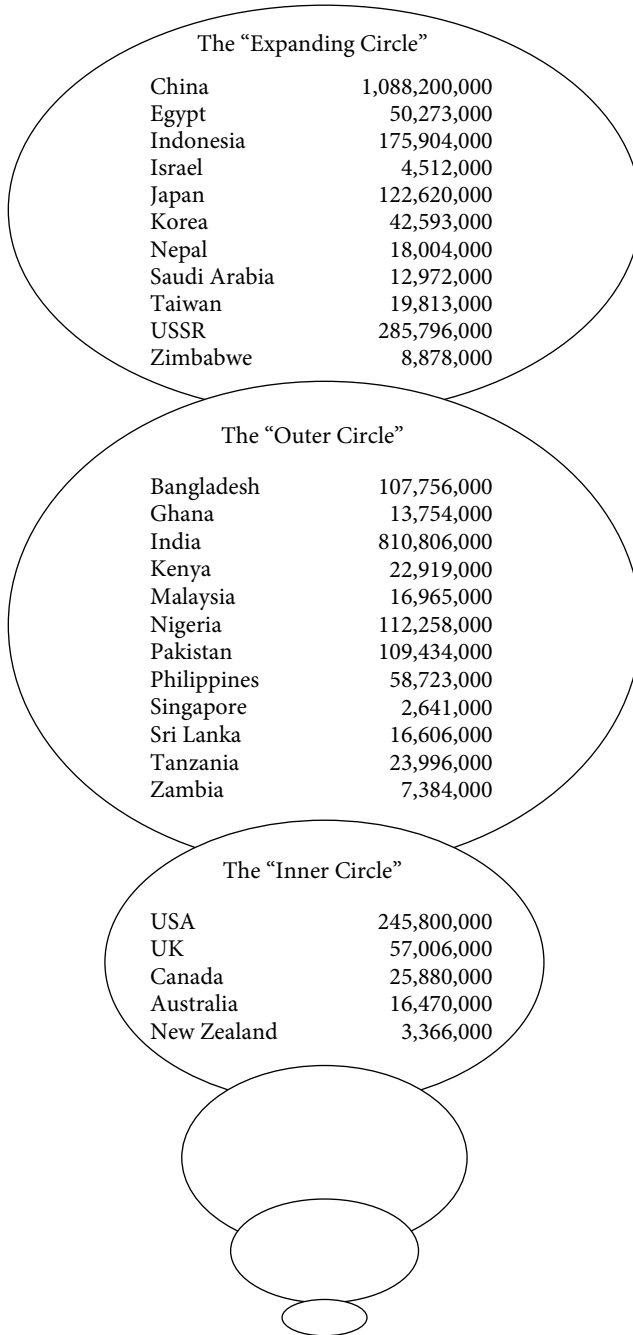 The “Expanding Circle”
China 1,088,200,000
Egypt 50,273,000
Indonesia 175,904,000
Israel 4,512,000
Japan 122,620,000
Korea 42,593,000
Nepal 18,004,000
Saudi Arabia 12,972,000
Taiwan 19,813,000
USSR 285,796,000
Zimbabwe 8,878,000
The “Outer Circle”
Bangladesh 107,756,000
Ghana 13,754,000
India 810,806,000
Kenya 22,919,000
Malaysia 16,965,000
Nigeria 112,258,000
Pakistan 109,434,000
Philippines 58,723,000
Singapore 2,641,000
Sri Lanka 16,606,000
Tanzania 23,996,000
Zambia 7,384,000
The “Inner Circle”
USA 245,800,000
UK 57,006,000
Canada 25,880,000
Australia 16,470,000
New Zealand 3,366,000